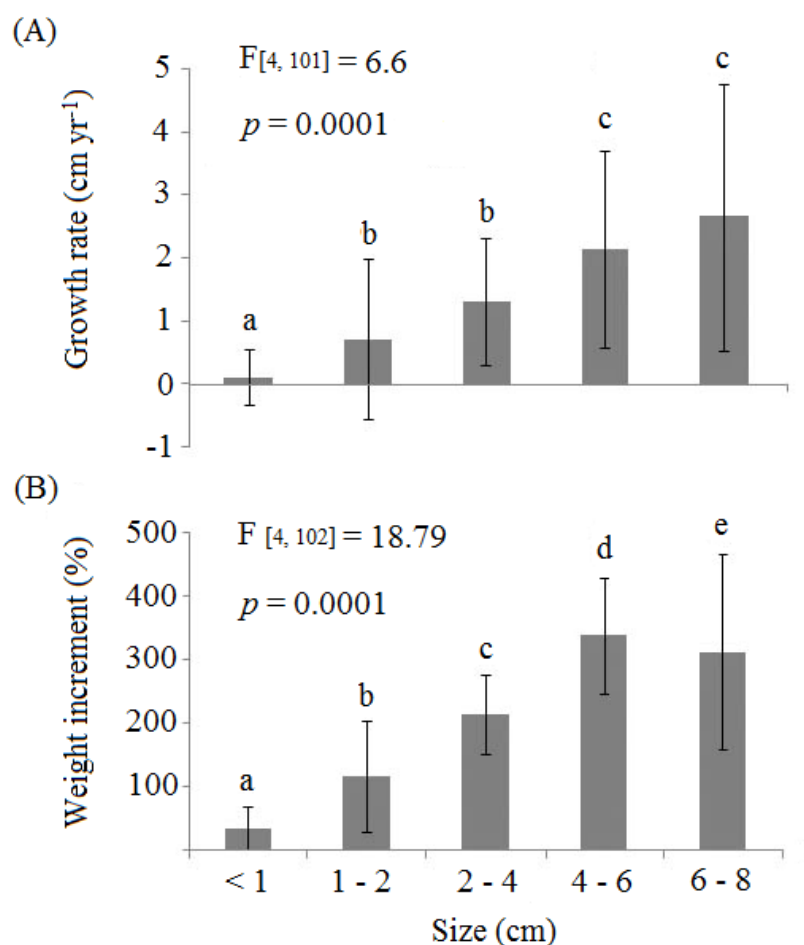 (A)
F[4, 101] = 6.6
p = 0.0001
Growth rate (cm yr⁻¹)
5
4
3
2
1
0
-1
a
b
b
c
c
(B)
F [4, 102] = 18.79
p = 0.0001
Weight increment (%)
500
400
300
200
100
a
b
c
d
e
< 1
1 - 2
2 - 4
4 - 6
6 - 8
Size (cm)